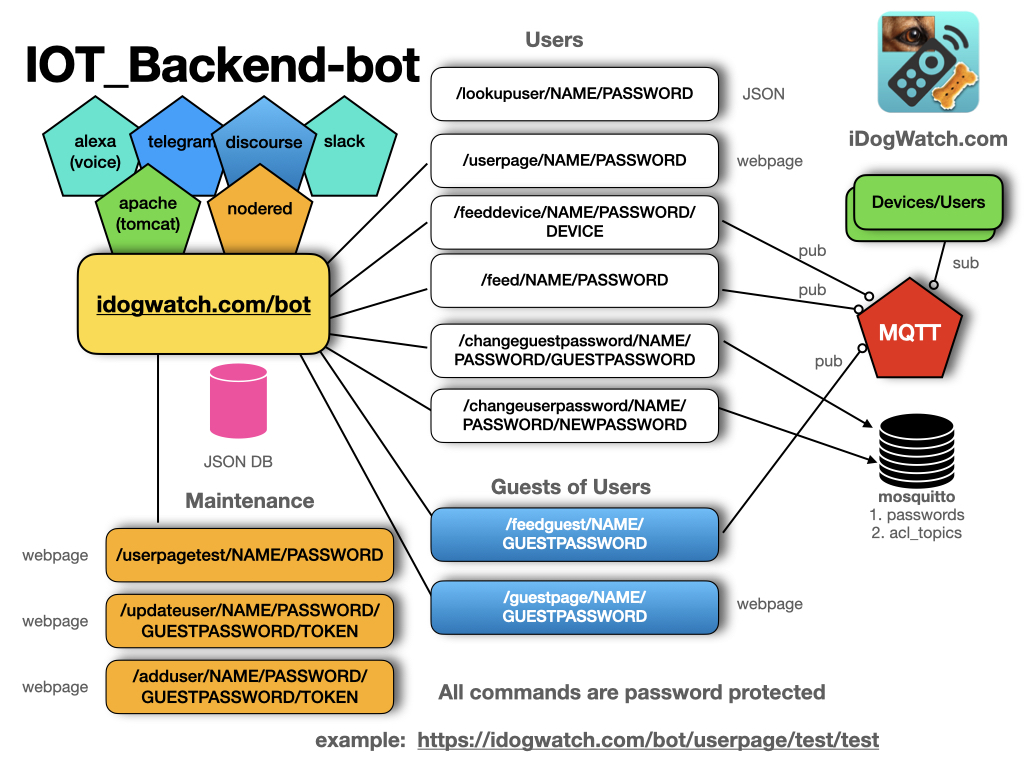 IOT_Backend-bot
alexa
(voice)
telegram
discourse
slack
apache
(tomcat)
nodered
idogwatch.com/bot
JSON DB
Users
/lookupuser/NAME/PASSWORD
JSON
/userpage/NAME/PASSWORD
webpage
/feeddevice/NAME/PASSWORD/
DEVICE
/feed/NAME/PASSWORD
/changeguestpassword/NAME/
PASSWORD/GUESTPASSWORD
/changeuserpassword/NAME/
PASSWORD/NEWPASSWORD
iDogWatch.com
Devices/Users
sub
pub
pub
pub
MQTT
mosquitto
1. passwords
2. acl_topics
Guests of Users
/feedguest/NAME/
GUESTPASSWORD
/guestpage/NAME/
GUESTPASSWORD
webpage
Maintenance
webpage
/userpagetest/NAME/PASSWORD
webpage
/updateuser/NAME/PASSWORD/
GUESTPASSWORD/TOKEN
webpage
/adduser/NAME/PASSWORD/
GUESTPASSWORD/TOKEN
All commands are password protected
example: https://idogwatch.com/bot/userpage/test/test